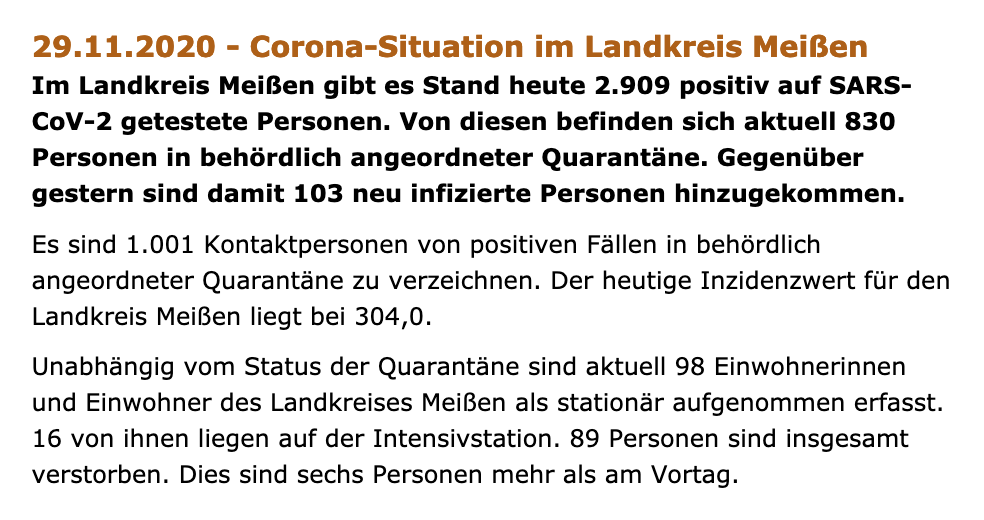 29.11.2020 - Corona-Situation im Landkreis Meißen
Im Landkreis Meißen gibt es Stand heute 2.909 positiv auf SARS-
CoV-2 getestete Personen. Von diesen befinden sich aktuell 830
Personen in behördlich angeordneter Quarantäne. Gegenüber
gestern sind damit 103 neu infizierte Personen hinzugekommen.
Es sind 1.001 Kontaktpersonen von positiven Fällen in behördlich
angeordneter Quarantäne zu verzeichnen. Der heutige Inzidenzwert für den
Landkreis Meißen liegt bei 304,0.
Unabhängig vom Status der Quarantäne sind aktuell 98 Einwohnerinnen
und Einwohner des Landkreises Meißen als stationär aufgenommen erfasst.
16 von ihnen liegen auf der Intensivstation. 89 Personen sind insgesamt
verstorben. Dies sind sechs Personen mehr als am Vortag.